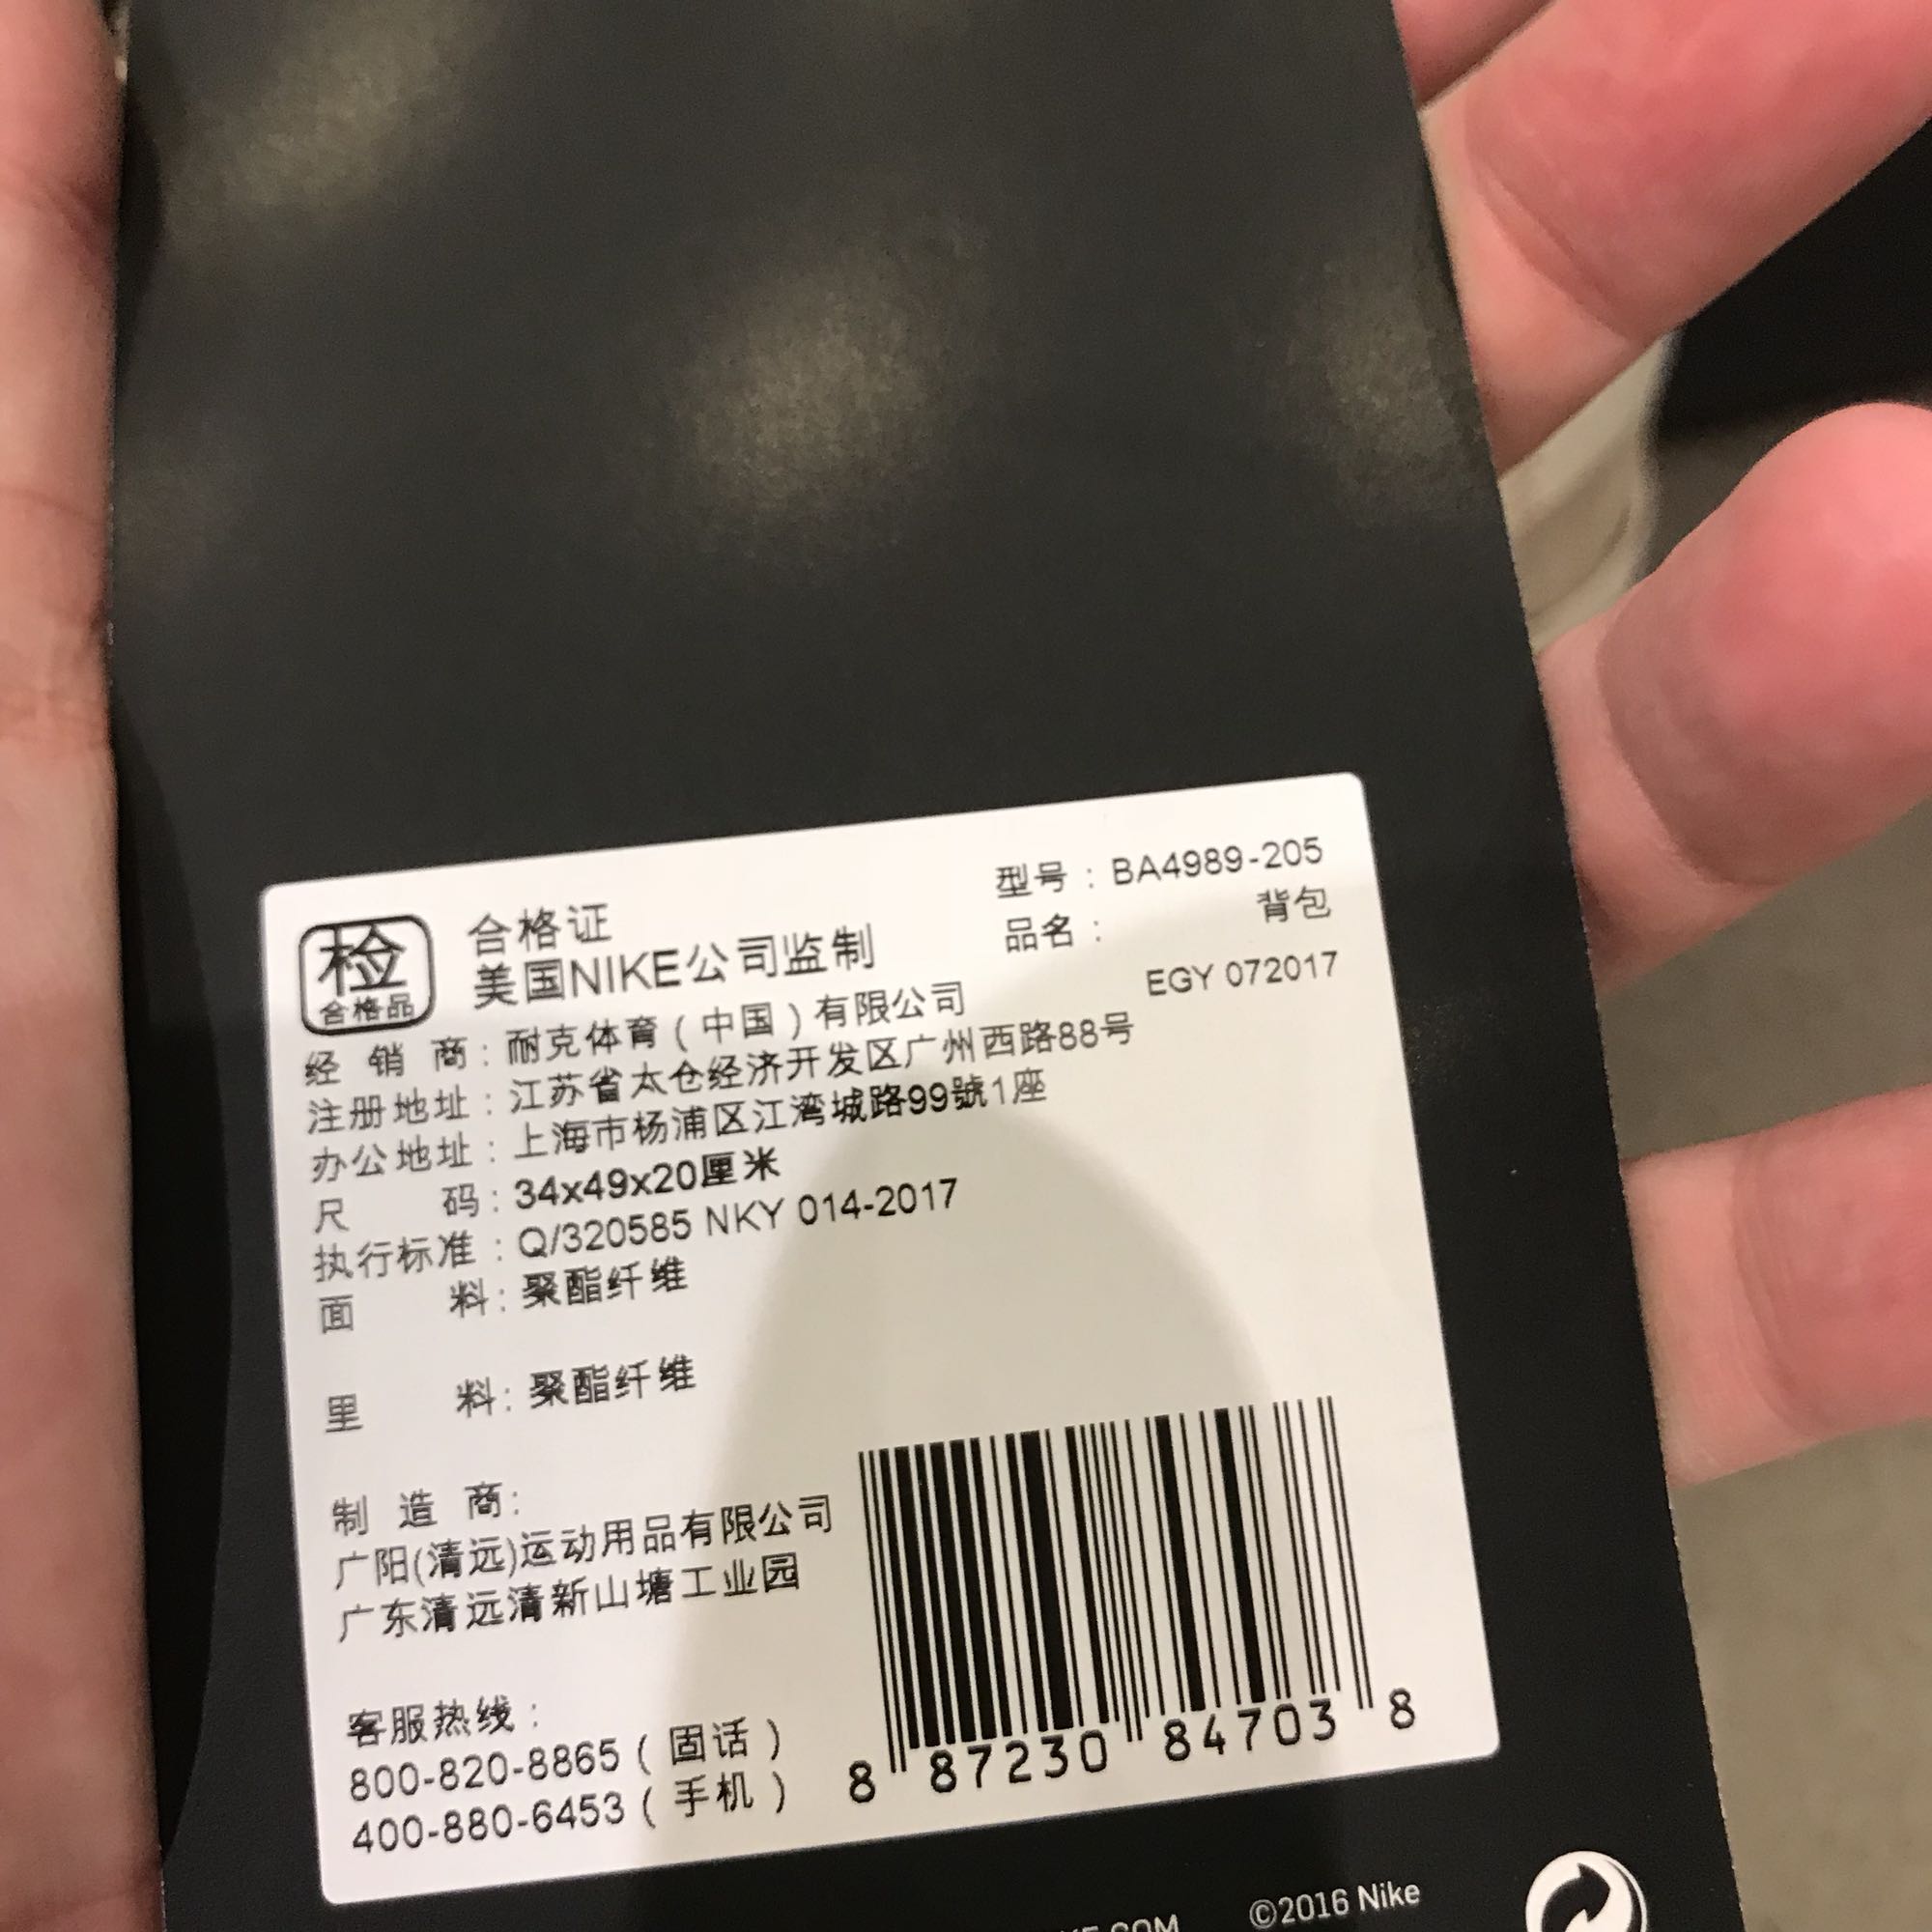 检
合格品
合格证
美国NIKE公司监制
型号：BA4989-205
品名： 背包
EGY 072017
经销商：耐克体育（中国）有限公司
注册地址：江苏省太仓经济开发区广州西路88号
办公地址：上海市杨浦区江湾城路99號1座
尺码：34x49x20厘米
执行标准：Q/320585 NKY 014-2017
面料：聚酯纤维
里料：聚酯纤维
制造商：
广阳(清远)运动用品有限公司
广东清远清新山塘工业园
客服热线：
800-820-8865（固话）
400-880-6453（手机）
8 87230 84703 8
©2016 Nike